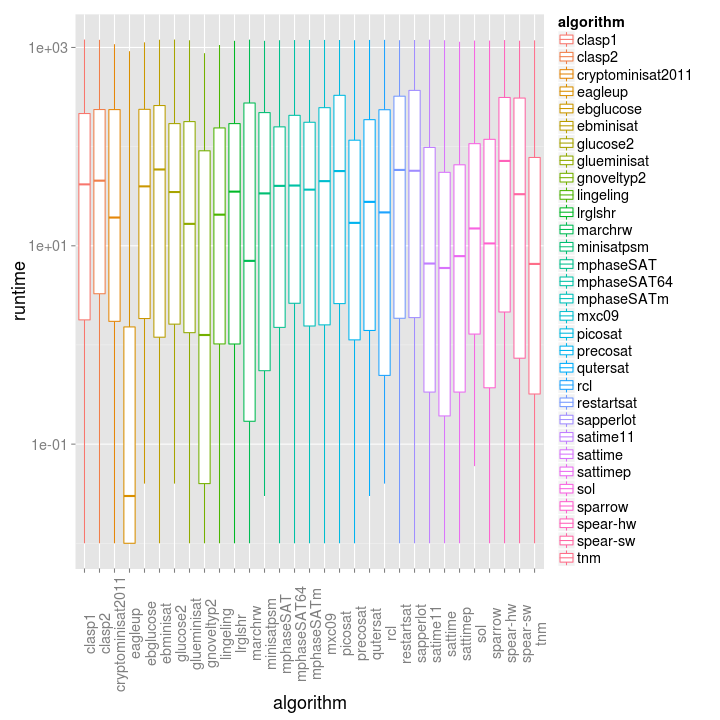 algorithm
clasp1
clasp2
cryptominisat2011
eagleup
ebglucose
ebminisat
glucose2
glueminisat
gnoveltyp2
lingeling
lrglshr
marchrw
minisatpsm
mphaseSAT
mphaseSAT64
mphaseSATm
mxc09
picosat
precosat
qutersat
rcl
restartsat
sapperlot
satime11
sattime
sattimep
sol
sparrow
spear-hw
spear-sw
tnm
runtime
1e+03
1e+01
1e-01
clasp1
clasp2
cryptominisat2011
eagleup
ebglucose
ebminisat
glucose2
glueminisat
gnoveltyp2
lingeling
lrglshr
marchrw
minisatpsm
mphaseSAT
mphaseSAT64
mphaseSATm
mxc09
picosat
precosat
qutersat
rcl
restartsat
sapperlot
satime11
sattime
sattimep
sol
sparrow
spear-hw
spear-sw
tnm
algorithm